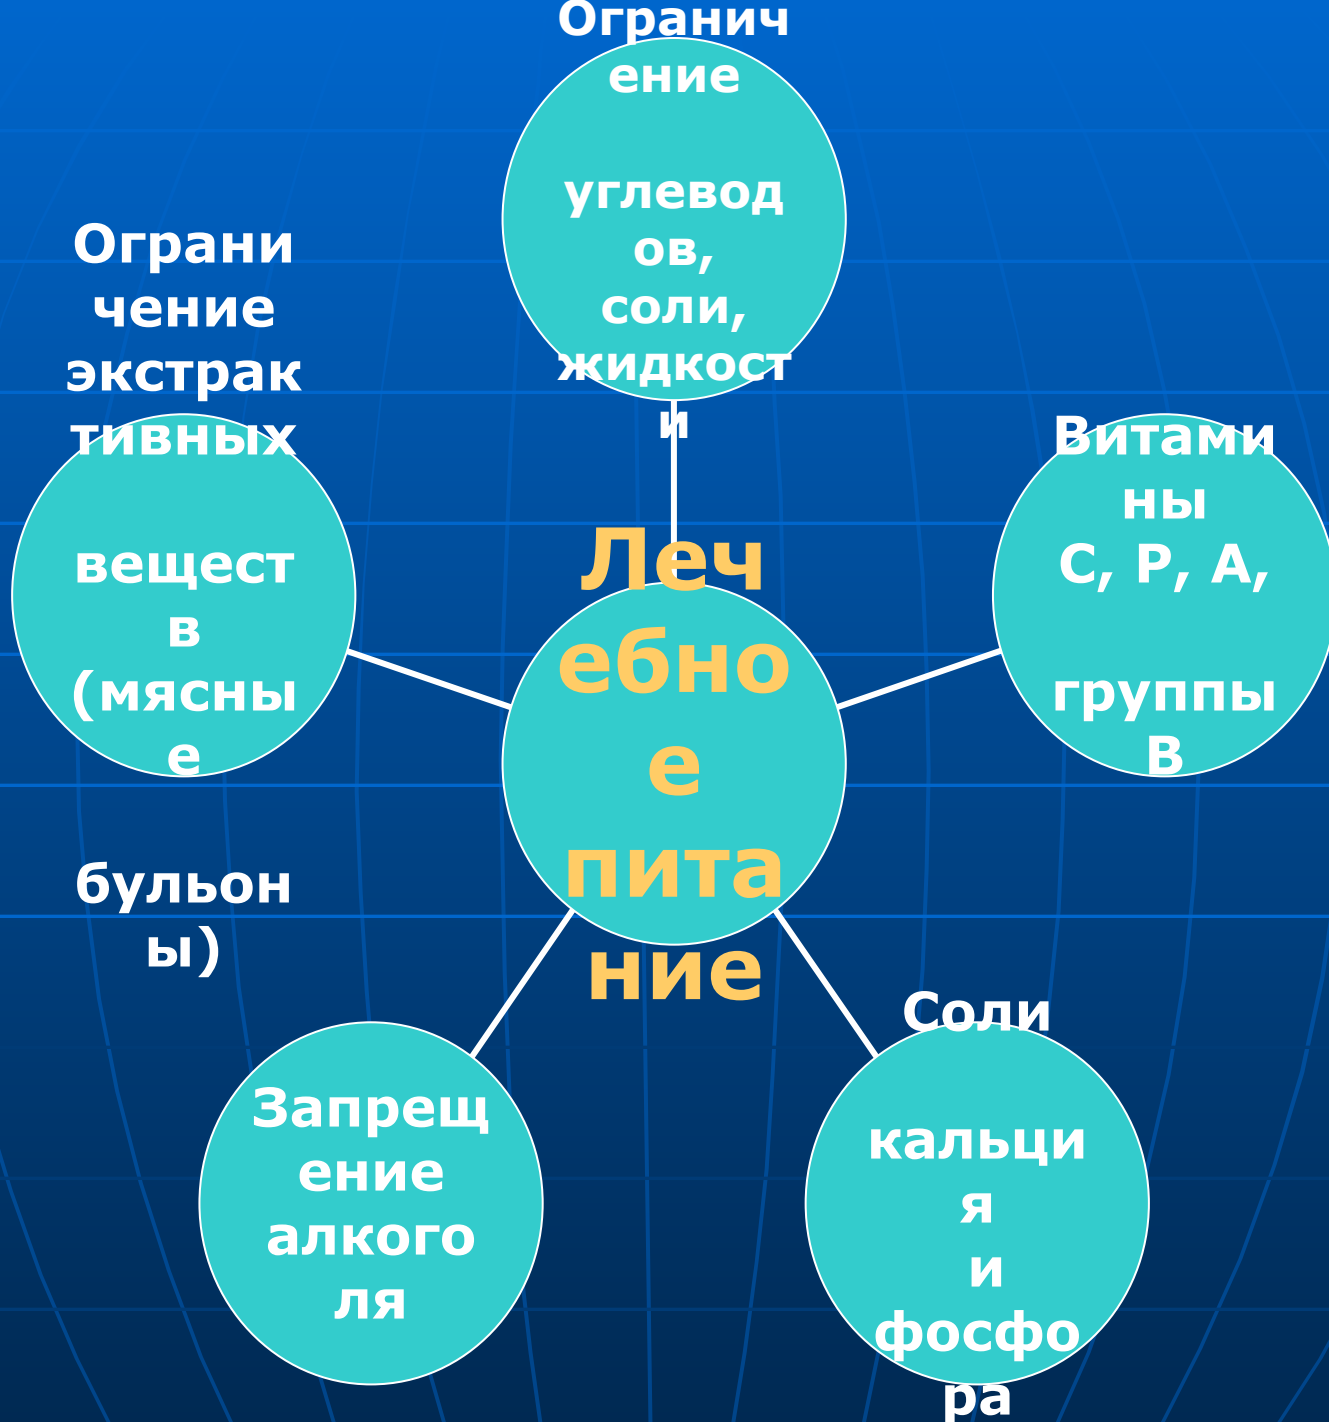 Огранич
ение
углевод
ов,
соли,
жидкост
и
Ограни
чение
экстрак
тивных
вещест
в
(мясны
е
бульон
ы)
Витами
ны
С, Р, А,
группы
В
Леч
ебно
е
пита
ние
Запрещ
ение
алкого
ля
Соли
кальци
я
и
фосфо
ра